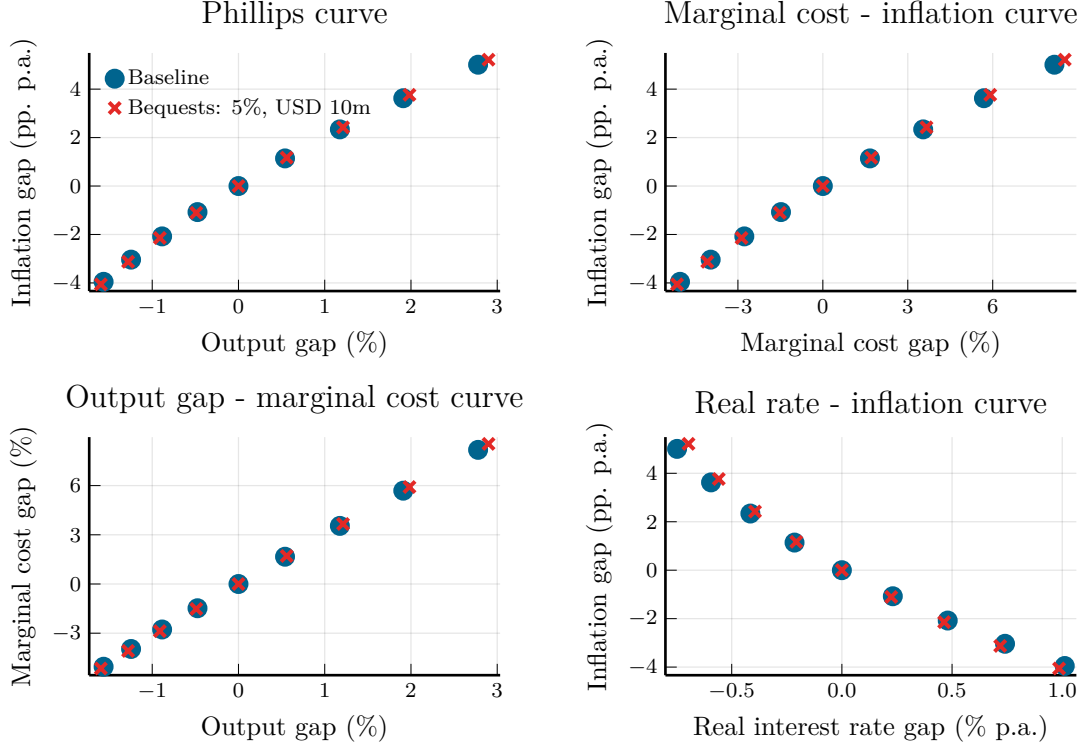 Phillips curve
Inflation gap (pp. p.a.)
4
2
0
−2
−4
Baseline
Bequests: 5%, USD 10m
−1
0
1
2
3
Output gap (%)
Marginal cost - inflation curve
Inflation gap (pp. p.a.)
4
2
0
−2
−4
−3
0
3
6
Marginal cost gap (%)
Output gap - marginal cost curve
Marginal cost gap (%)
6
3
0
−3
−1
0
1
2
3
Output gap (%)
Real rate - inflation curve
Inflation gap (pp. p.a.)
4
2
0
−2
−4
−0.5
0.0
0.5
1.0
Real interest rate gap (% p.a.)